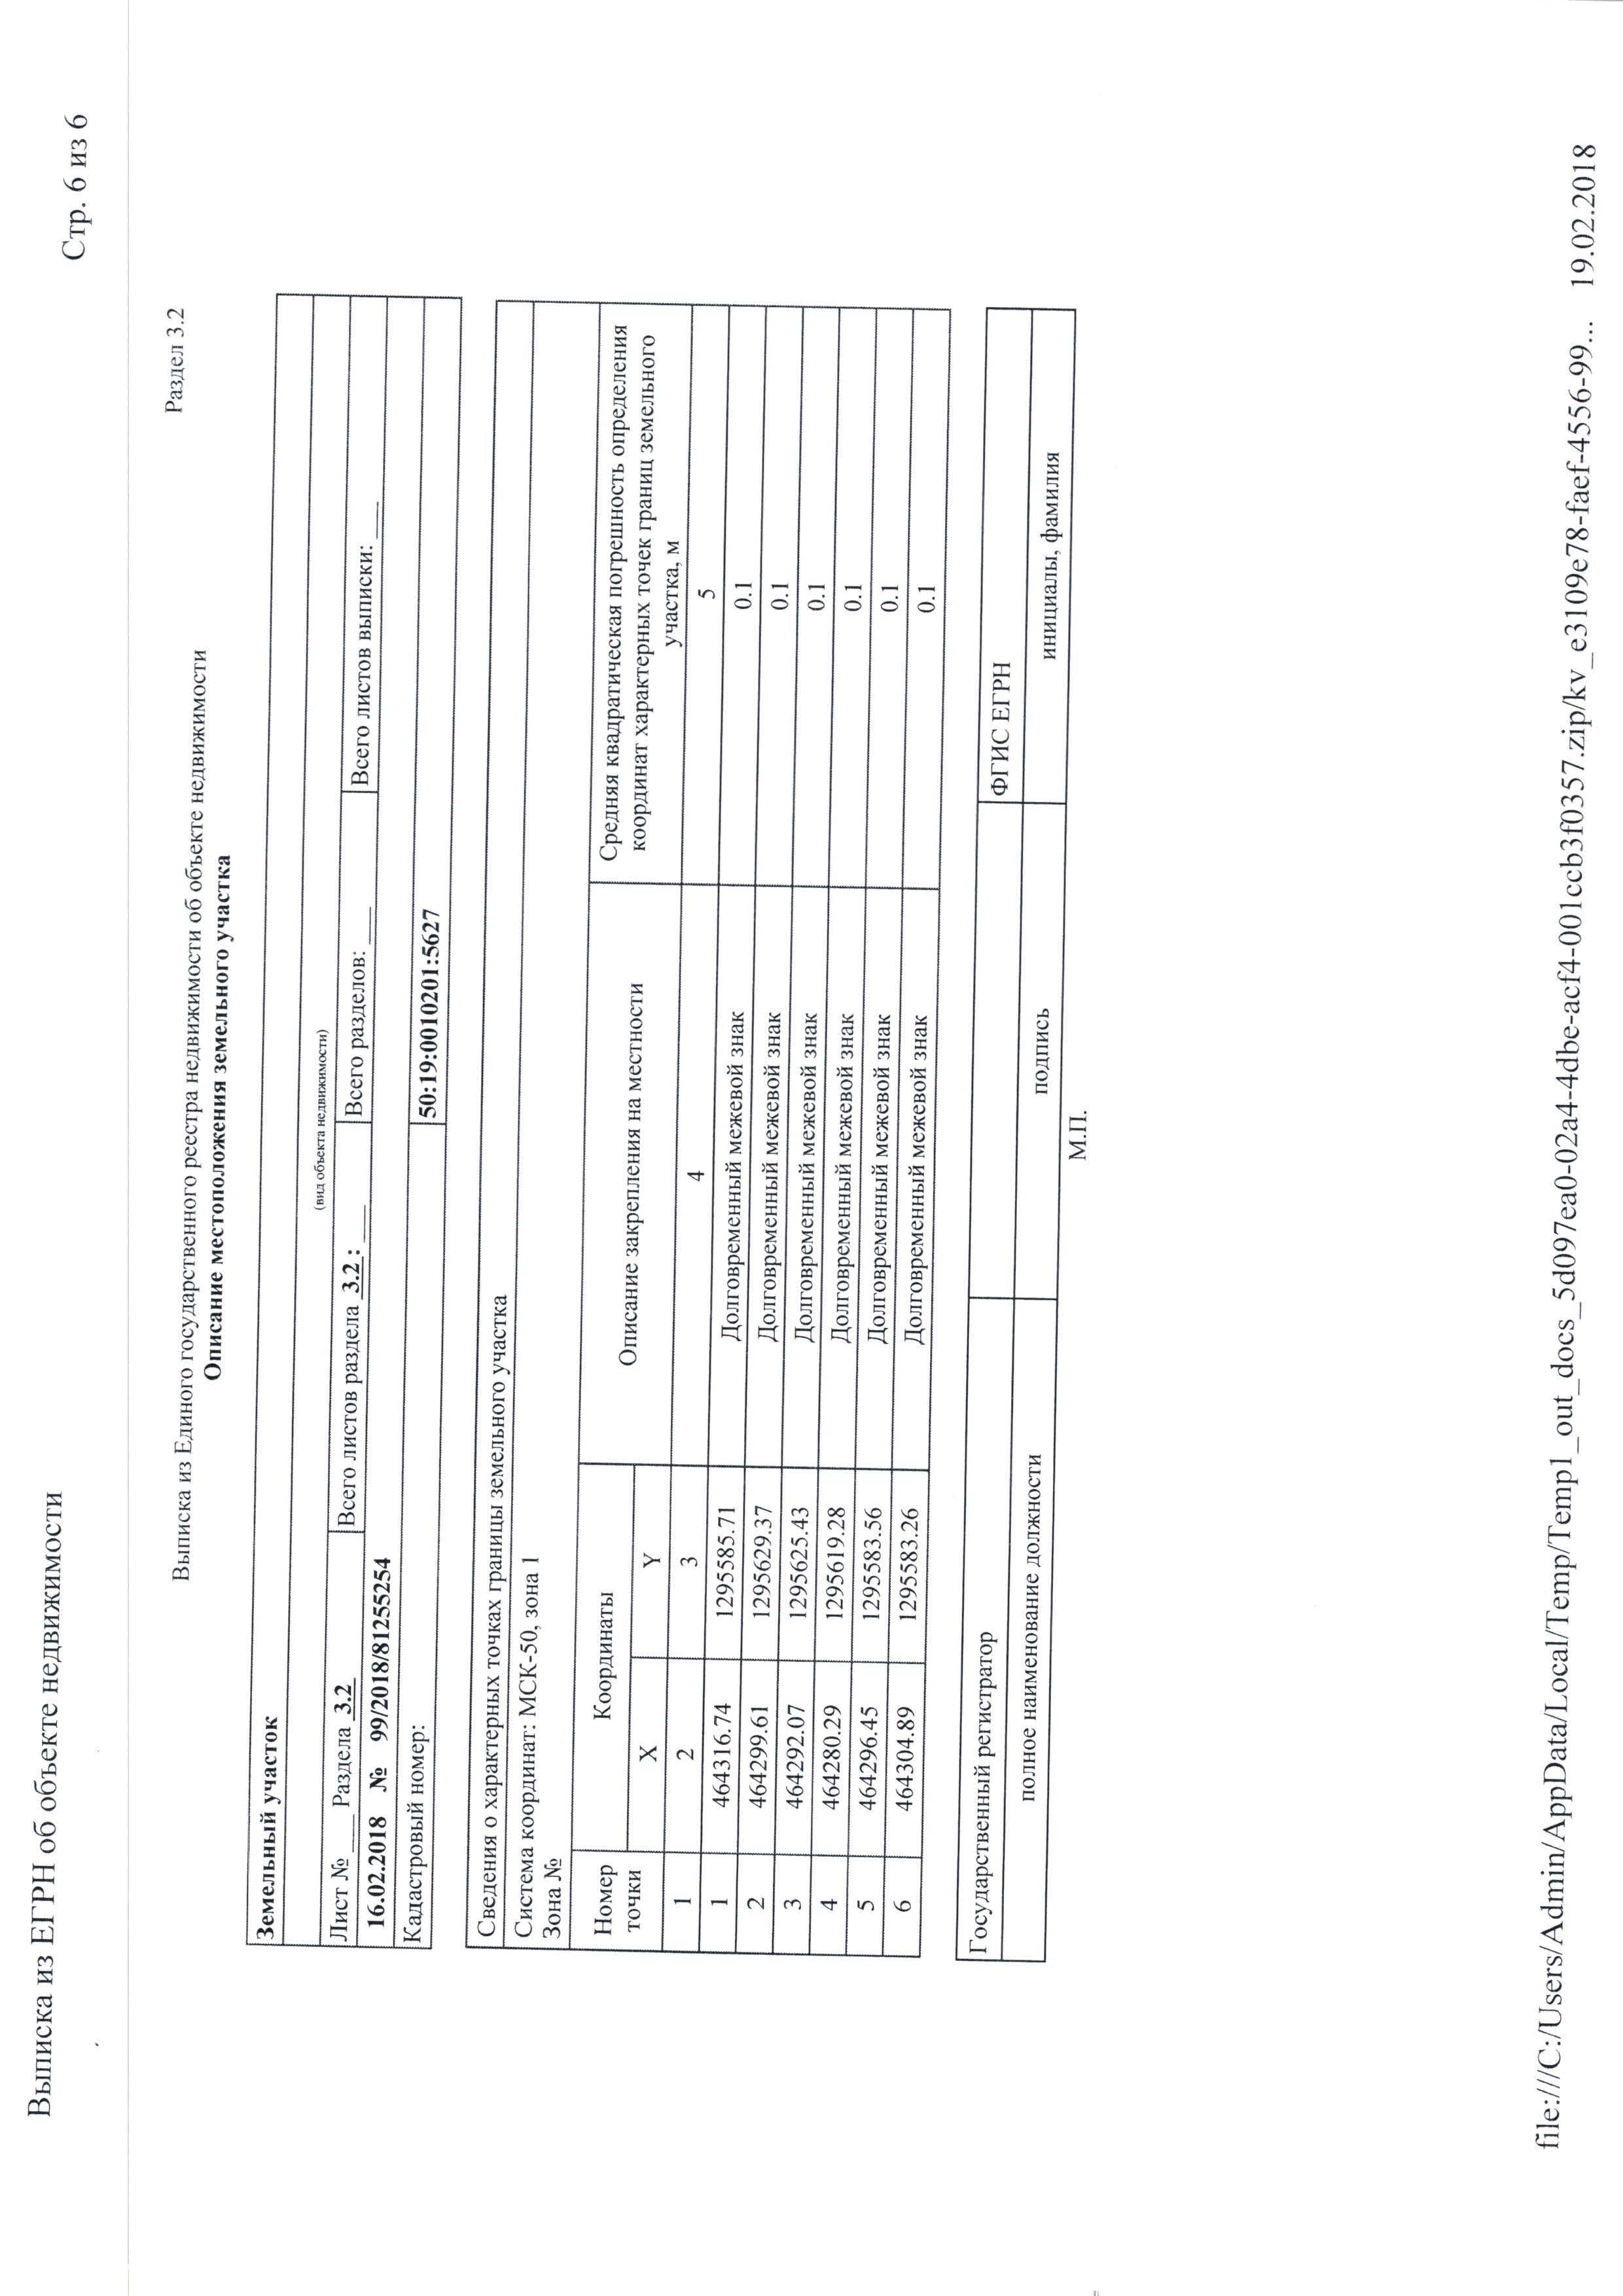 Выписка из ЕГРН об объекте недвижимости
Стр. 6 из 6
Раздел 3.2
Выписка из Единого государственного реестра недвижимости об объекте недвижимости
Описание местоположения земельного участка
Земельный участок
(вид объекта недвижимости)
Лист № ___ Раздела 3.2 Всего листов раздела 3.2 : ___ Всего разделов: ___ Всего листов выписки: ___
16.02.2018 № 99/2018/81255254
Кадастровый номер: 50:19:0010201:5627
Сведения о характерных точках границы земельного участка
Система координат: МСК-50, зона 1
Зона №
Номер точки
Координаты
X Y
Описание закрепления на местности
Средняя квадратическая погрешность определения
координат характерных точек границ земельного
участка, м
1 2 3 4 5
1 464316.74 1295585.71 Долговременный межевой знак 0.1
2 464299.61 1295629.37 Долговременный межевой знак 0.1
3 464292.07 1295625.43 Долговременный межевой знак 0.1
4 464280.29 1295619.28 Долговременный межевой знак 0.1
5 464296.45 1295583.56 Долговременный межевой знак 0.1
6 464304.89 1295583.26 Долговременный межевой знак 0.1
Государственный регистратор ФГИС ЕГРН
полное наименование должности подпись инициалы, фамилия
М.П.
file:///C:/Users/Admin/AppData/Local/Temp/Temp1_out_docs_5d097ea0-02a4-4dbe-acf4-001ccb3f0357.zip/kv_e3109e78-faef-4556-99... 19.02.2018